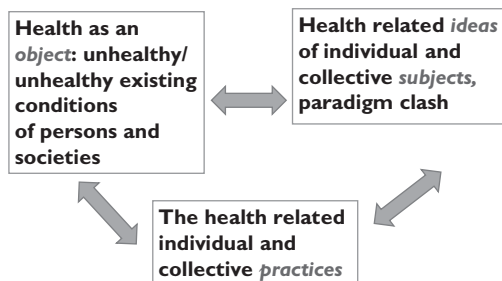 Health as an
object: unhealthy/
unhealthy existing
conditions
of persons and
societies
Health related ideas
of individual and
collective subjects,
paradigm clash
The health related
individual and
collective practices